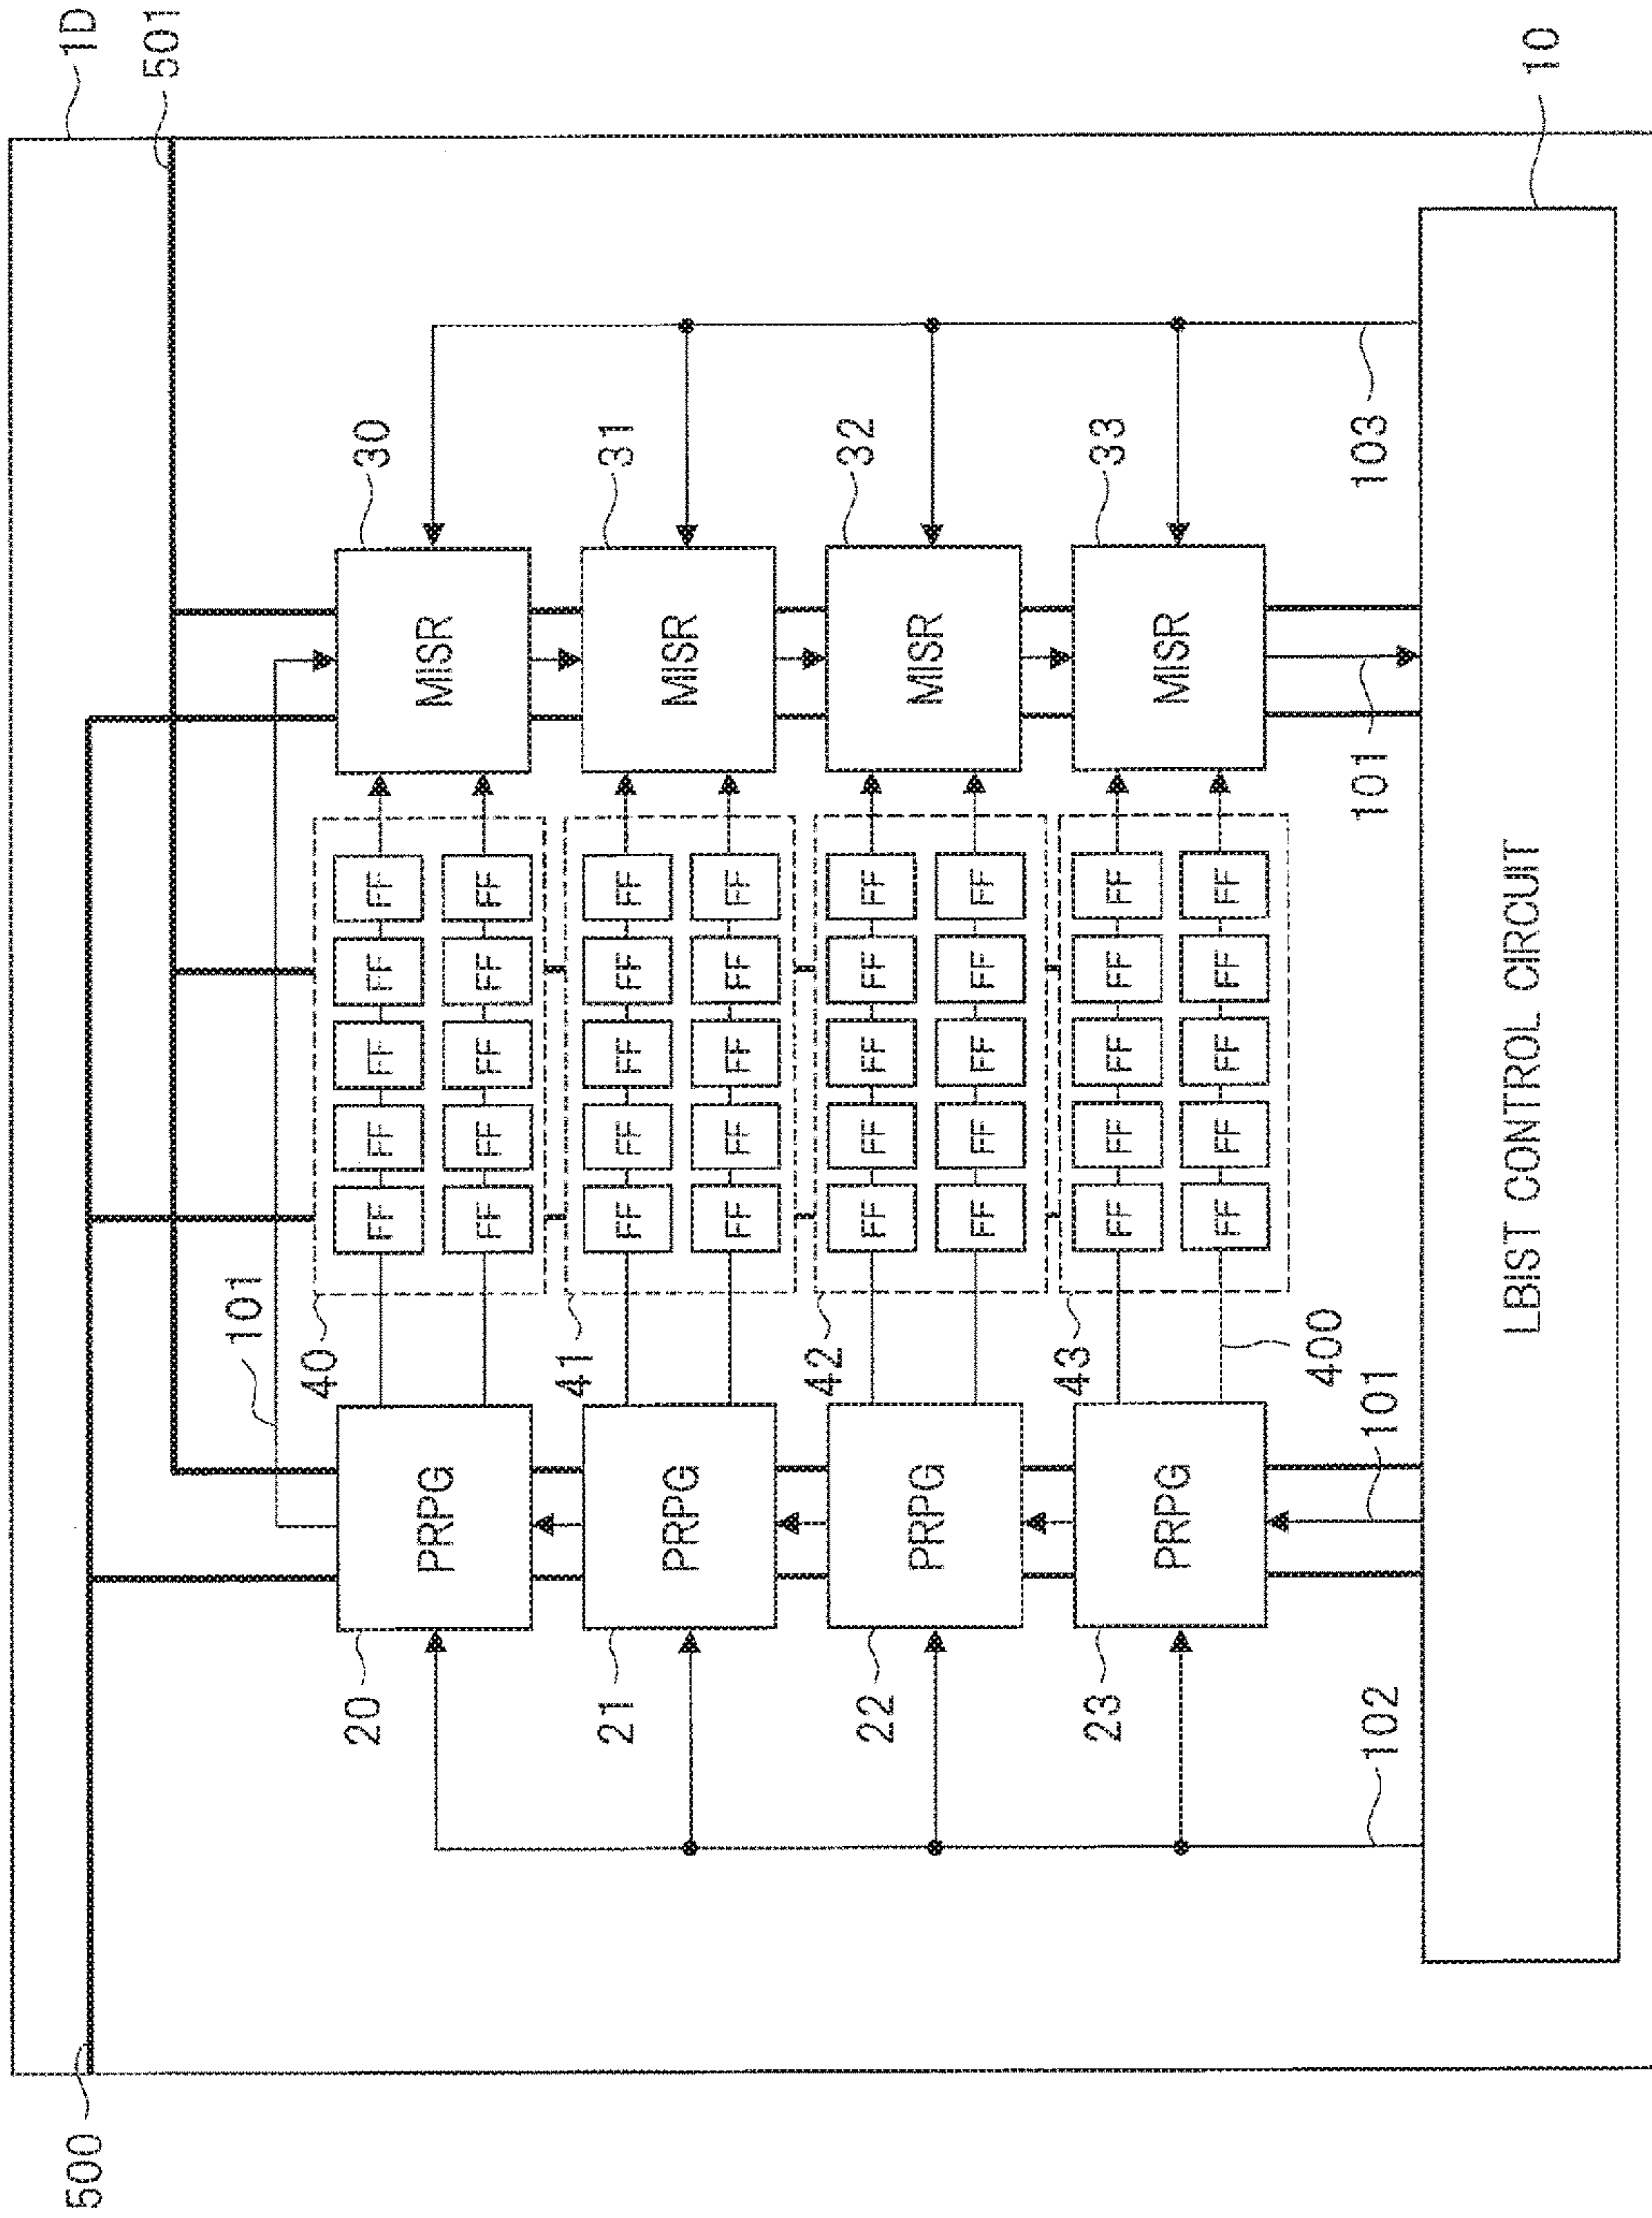 1D
501
500
10
101
30
31
32
33
MISR
MISR
MISR
MISR
103
101
40
FF FF FF FF FF
FF FF FF FF FF
41
FF FF FF FF FF
FF FF FF FF FF
42
FF FF FF FF FF
FF FF FF FF FF
43
FF FF FF FF FF
FF FF FF FF FF
400
101
PRPG
PRPG
PRPG
PRPG
20
21
22
23
102
LBIST CONTROL CIRCUIT